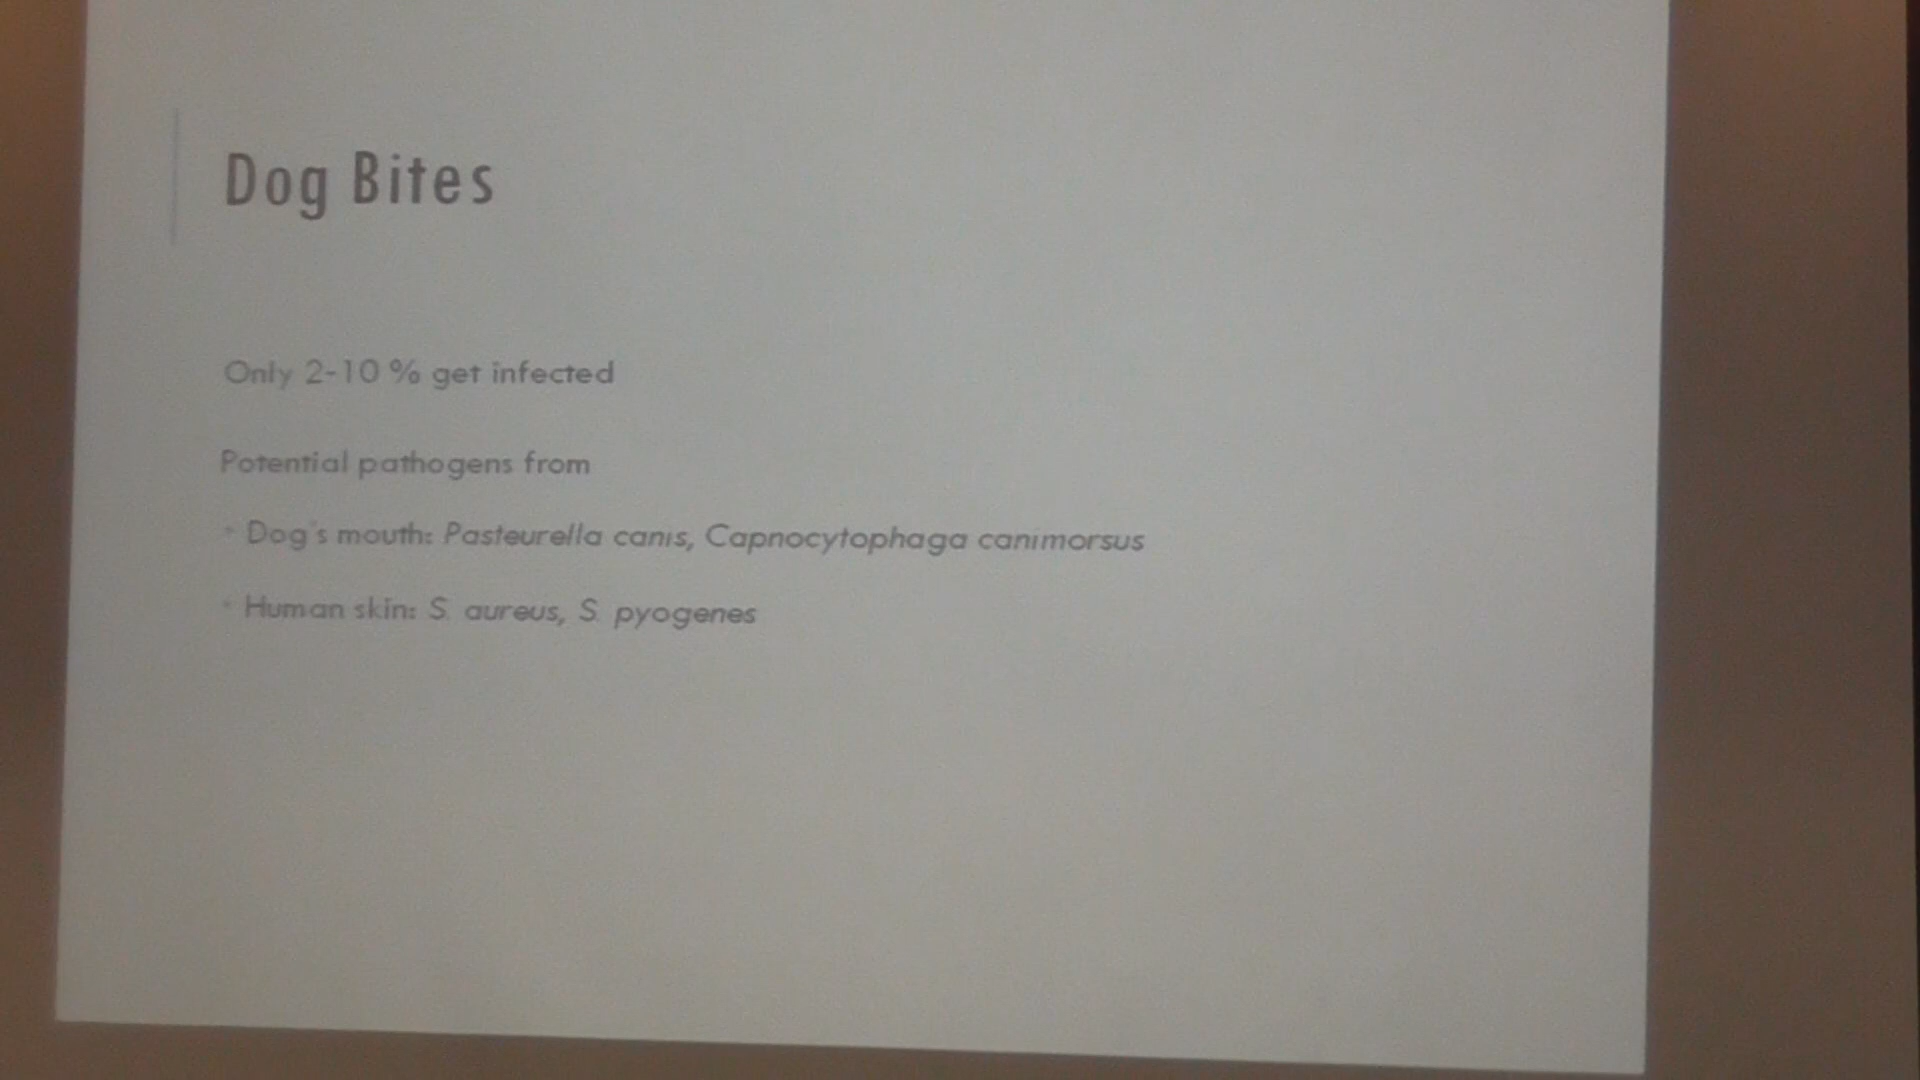 Dog Bites
Only 2-10 % get infected
Potential pathogens from
• Dog's mouth: Pasteurella canis, Capnocytophaga canimorsus
• Human skin: S. aureus, S. pyogenes